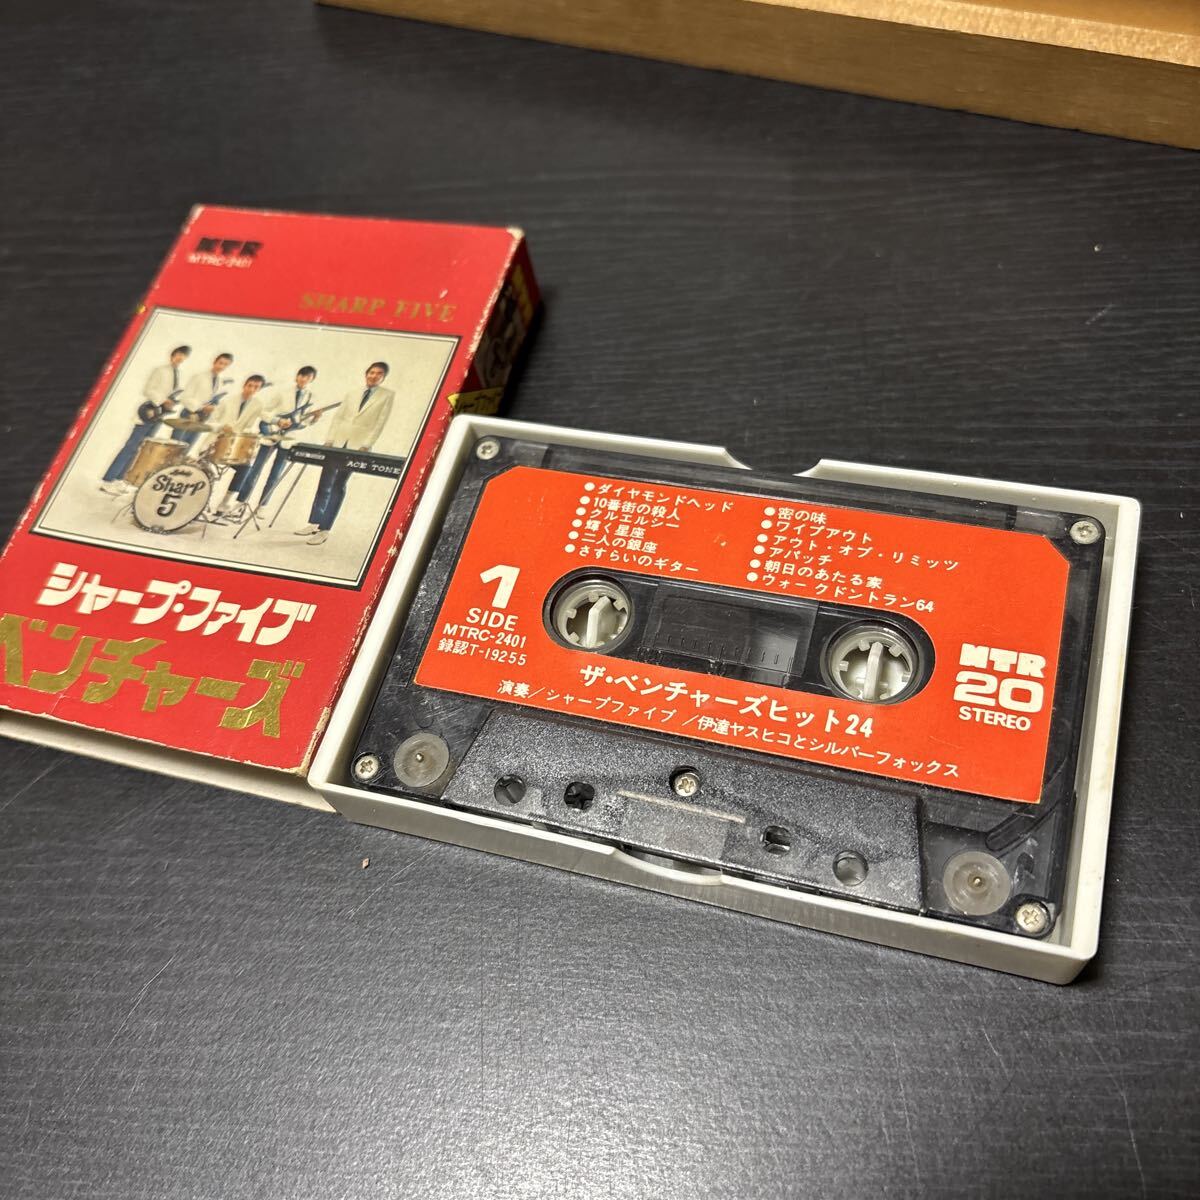 MTR
MTRC-2401
SHARP FIVE
Sharp
5
ACE TONE
シャープ・ファイブ
ベンチャーズ
●ダイヤモンドヘッド
●10番街の殺人
●クルエルシー
●輝く星座
●二人の銀座
●さすらいのギター
●蜜の味
●ワイプアウト
●アウト・オブ・リミッツ
●アパッチ
●朝日のあたる家
●ウォークドントラン64
1
SIDE
MTRC-2401
録認T-19255
MTR
20
STEREO
ザ・ベンチャーズヒット24
演奏/シャープファイブ/伊達ヤスヒコとシルバーフォックス